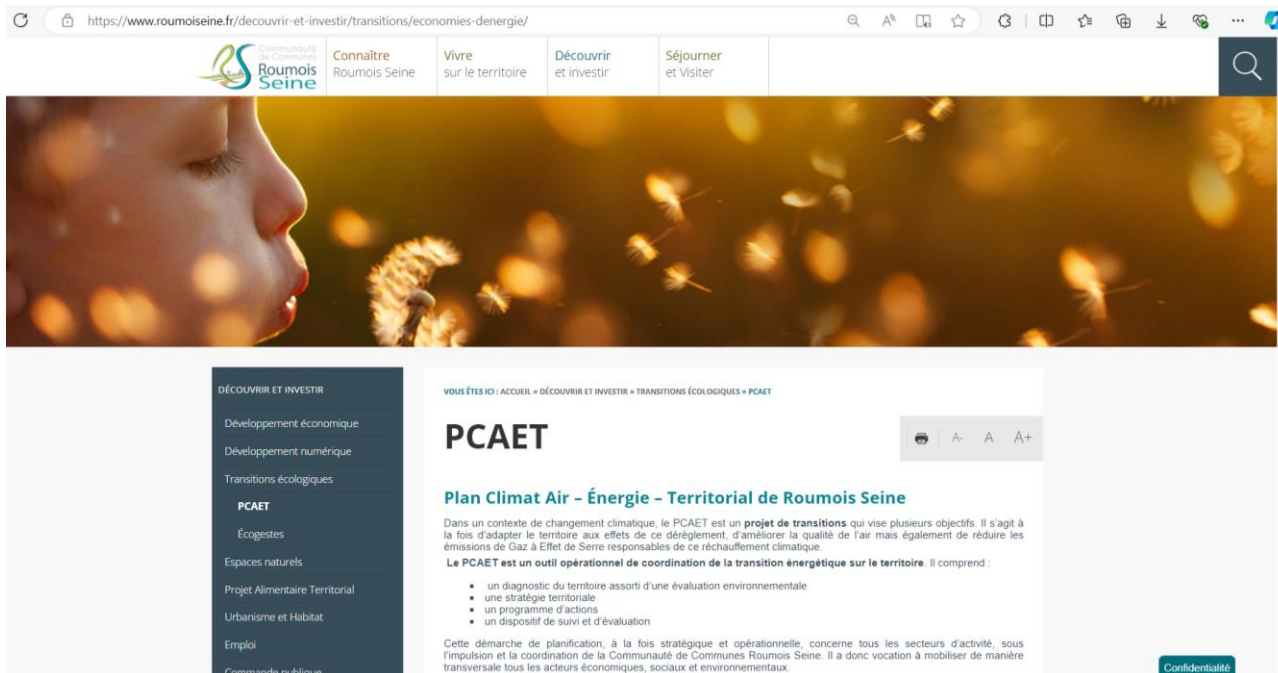 https://www.roumoiseine.fr/decouvrir-et-investir/transitions/economies-denergie/
Communauté
de Communes
Roumois
Seine
Connaître
Roumois Seine
Vivre
sur le territoire
Découvrir
et investir
Séjourner
et Visiter
DÉCOUVRIR ET INVESTIR
Développement économique
Développement numérique
Transitions écologiques
PCAET
Écogestes
Espaces naturels
Projet Alimentaire Territorial
Urbanisme et Habitat
Emploi
Commande publique
VOUS ÊTES ICI : ACCUEIL » DÉCOUVRIR ET INVESTIR » TRANSITIONS ÉCOLOGIQUES » PCAET
PCAET
A- A A+
Plan Climat Air – Énergie – Territorial de Roumois Seine
Dans un contexte de changement climatique, le PCAET est un projet de transitions qui vise plusieurs objectifs. Il s'agit à
la fois d'adapter le territoire aux effets de ce dérèglement, d'améliorer la qualité de l'air mais également de réduire les
émissions de Gaz à Effet de Serre responsables de ce réchauffement climatique.
Le PCAET est un outil opérationnel de coordination de la transition énergétique sur le territoire. Il comprend :
un diagnostic du territoire assorti d'une évaluation environnementale
une stratégie territoriale
un programme d'actions
un dispositif de suivi et d'évaluation
Cette démarche de planification, à la fois stratégique et opérationnelle, concerne tous les secteurs d'activité, sous
l'impulsion et la coordination de la Communauté de Communes Roumois Seine. Il a donc vocation à mobiliser de manière
transversale tous les acteurs économiques, sociaux et environnementaux.
Confidentialité